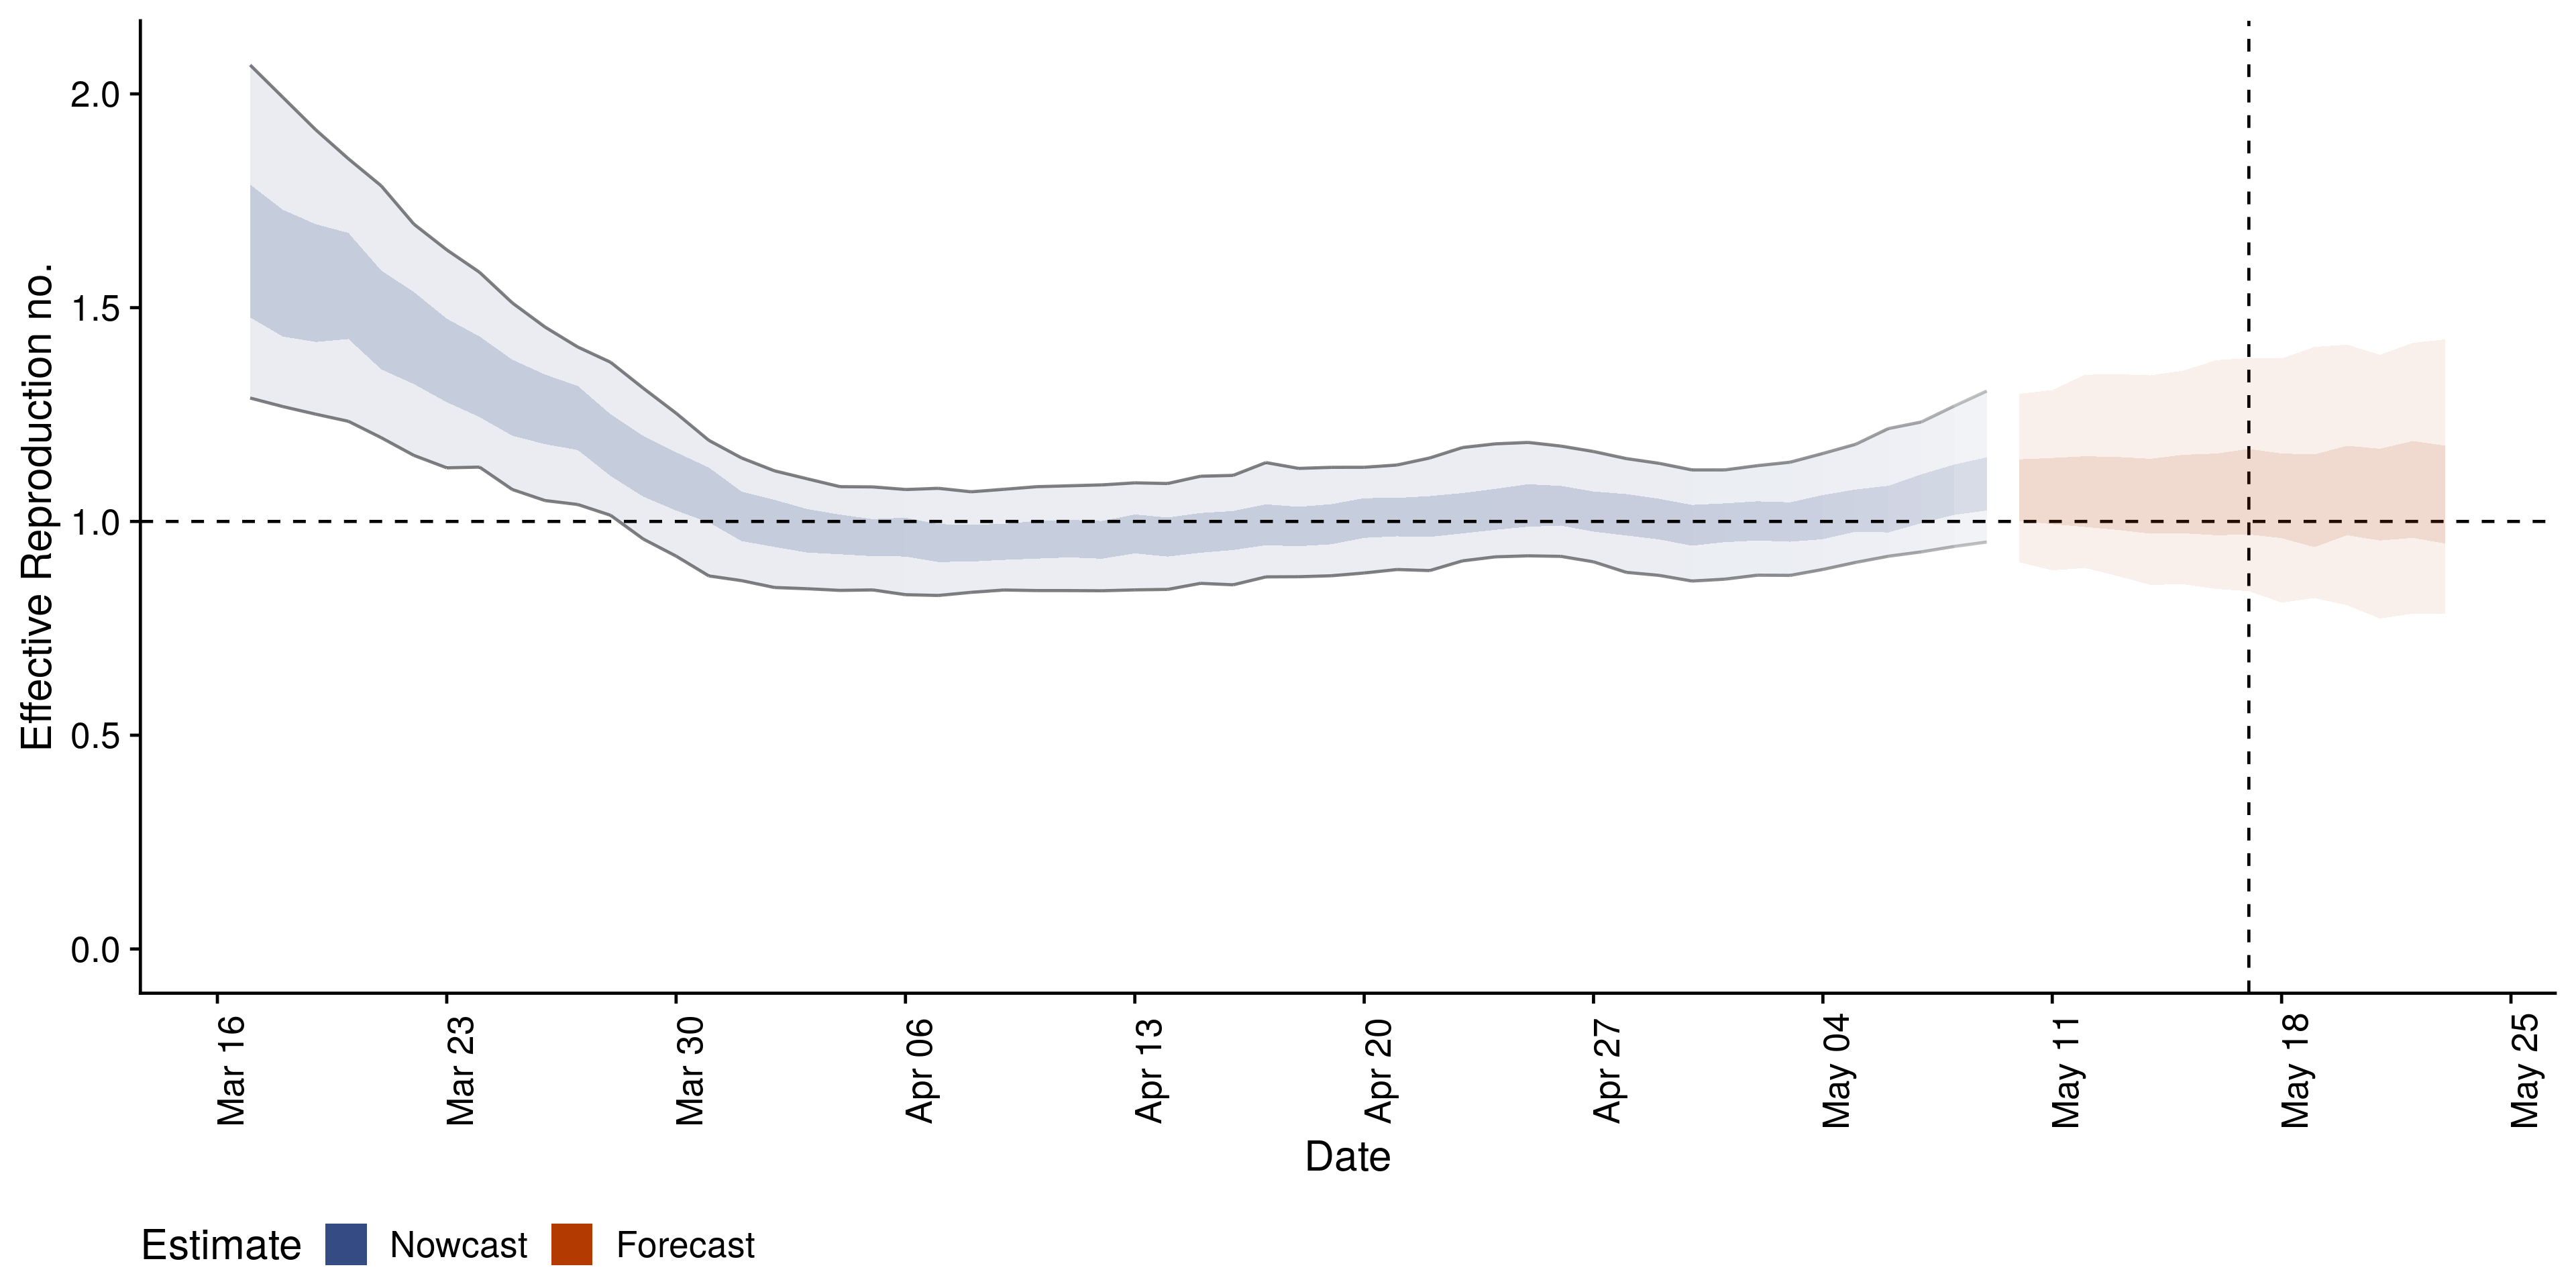 Effective Reproduction no.
2.0
1.5
1.0
0.5
0.0
Mar 16
Mar 23
Mar 30
Apr 06
Apr 13
Apr 20
Apr 27
May 04
May 11
May 18
May 25
Date
Estimate Nowcast Forecast